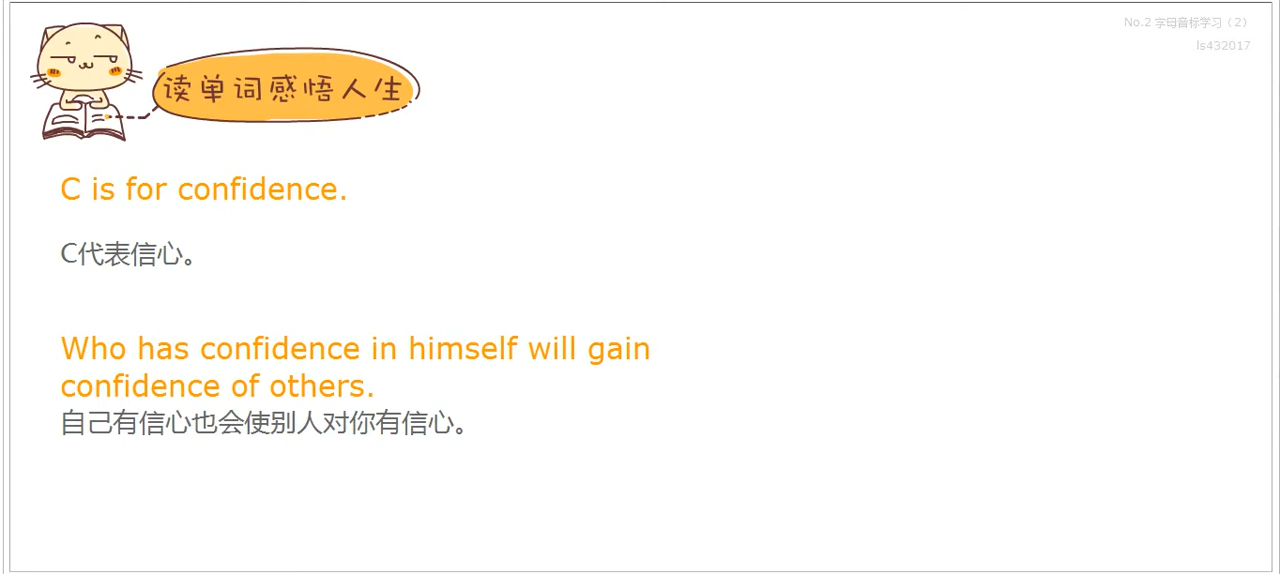 No.2 字母音标学习（2）
ls432017
读单词感悟人生
C is for confidence.
C代表信心。
Who has confidence in himself will gain
confidence of others.
自己有信心也会使别人对你有信心。